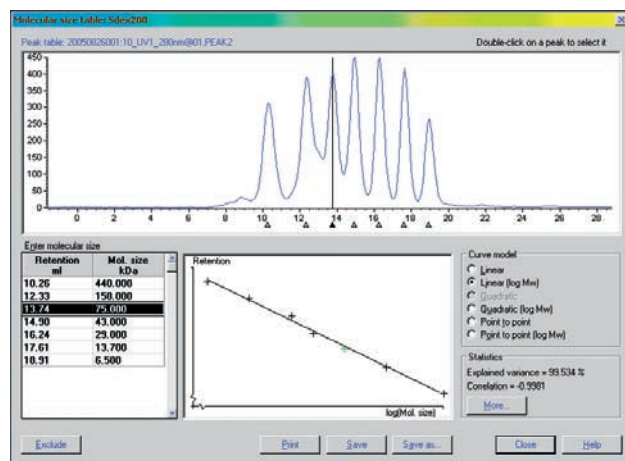 Molecular size table: Sdex200
Peak table: 20050826001:10_UV1_280nm@01,PEAK2
Double-click on a peak to select it
450
400
350
300
250
200
150
100
50
0
0 2 4 6 8 10 12 14 16 18 20 22 24 26 28
Enter molecular size
Retention Mol. size
ml kDa
10.26 440.000
12.33 158.000
13.74 75.000
14.90 43.000
16.24 29.000
17.61 13.700
18.91 6.500
Retention
log(Mol. size)
Curve model
Linear
Linear (log Mw)
Quadratic
Quadratic (log Mw)
Point to point
Point to point (log Mw)
Statistics
Explained variance = 99.534 %
Correlation = -0.9981
More...
Exclude
Print
Save
Save as...
Close
Help